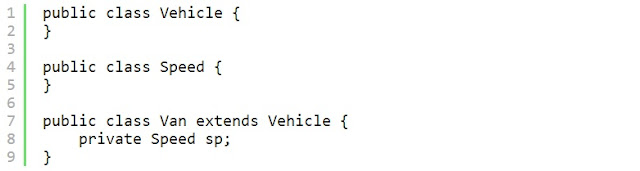 1 public class Vehicle {
2 }
3
4 public class Speed {
5 }
6
7 public class Van extends Vehicle {
8     private Speed sp;
9 }